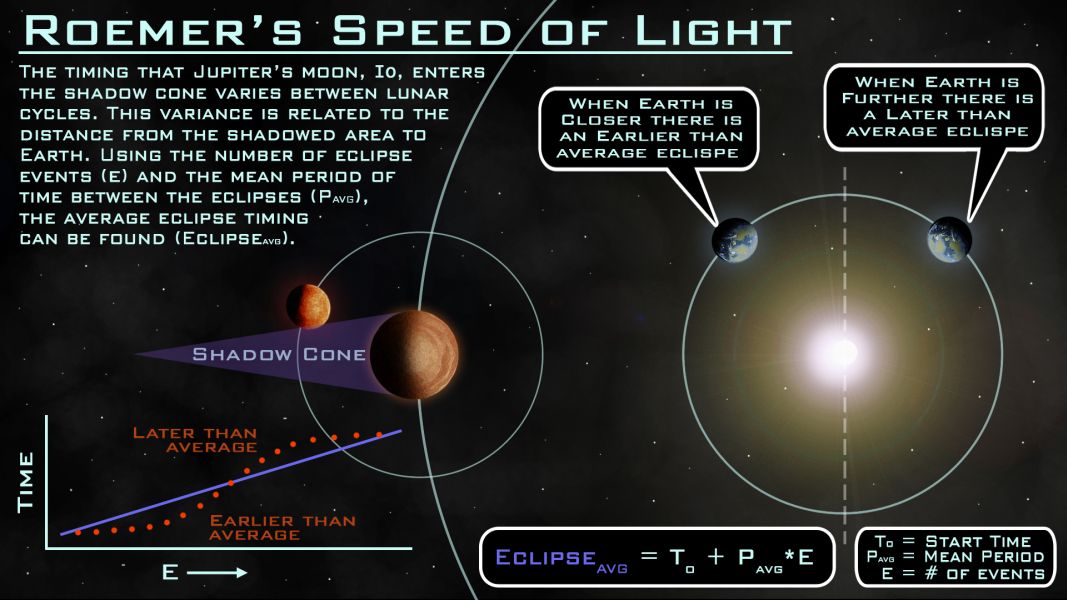 Roemer's Speed of Light
The timing that Jupiter's moon, Io, enters
the shadow cone varies between lunar
cycles. This variance is related to the
distance from the shadowed area to
Earth. Using the number of eclipse
events (E) and the mean period of
time between the eclipses (Pavg),
the average eclipse timing
can be found (Eclipseavg).
When Earth is
Closer there is
an Earlier than
average eclispe
When Earth is
Further there is
a Later than
average eclispe
Shadow Cone
Later than
average
Earlier than
average
Time
E
Eclipseavg = To + Pavg*E
To = Start Time
Pavg = Mean Period
E = # of events